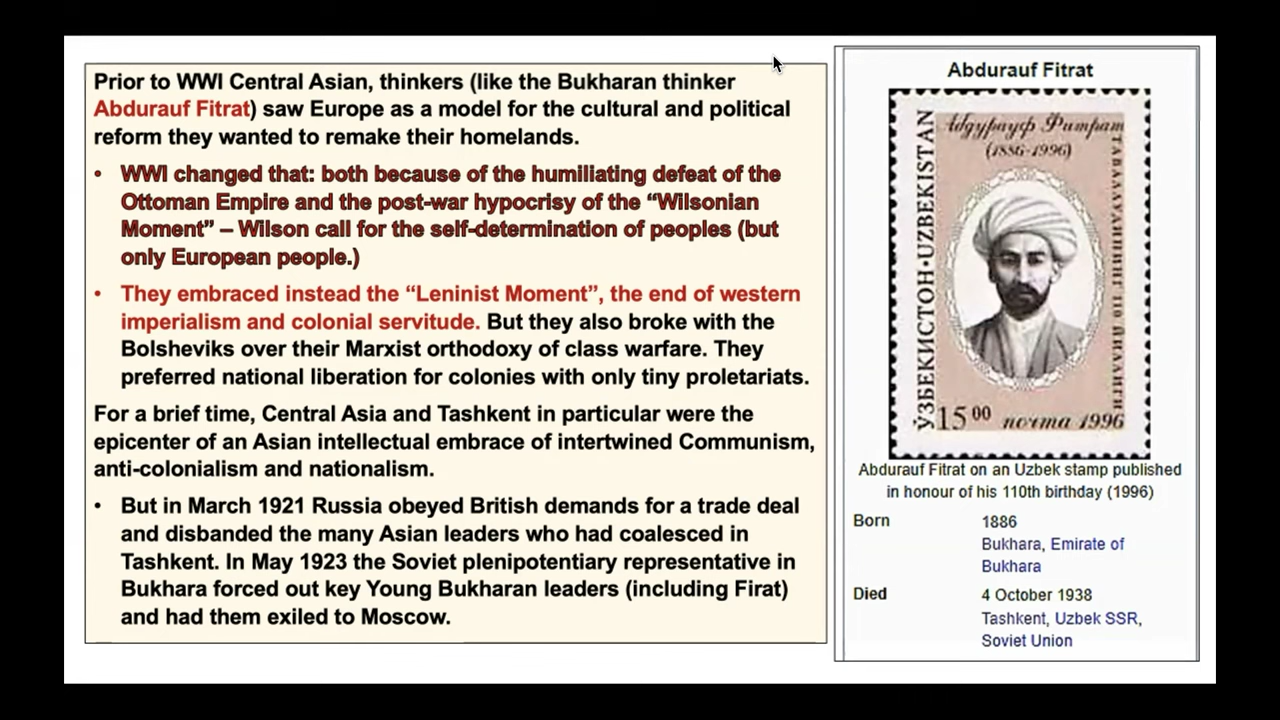 Prior to WWI Central Asian, thinkers (like the Bukharan thinker
Abdurauf Fitrat) saw Europe as a model for the cultural and political
reform they wanted to remake their homelands.
• WWI changed that: both because of the humiliating defeat of the
Ottoman Empire and the post-war hypocrisy of the “Wilsonian
Moment” – Wilson call for the self-determination of peoples (but
only European people.)
• They embraced instead the “Leninist Moment”, the end of western
imperialism and colonial servitude. But they also broke with the
Bolsheviks over their Marxist orthodoxy of class warfare. They
preferred national liberation for colonies with only tiny proletariats.
For a brief time, Central Asia and Tashkent in particular were the
epicenter of an Asian intellectual embrace of intertwined Communism,
anti-colonialism and nationalism.
• But in March 1921 Russia obeyed British demands for a trade deal
and disbanded the many Asian leaders who had coalesced in
Tashkent. In May 1923 the Soviet plenipotentiary representative in
Bukhara forced out key Young Bukharan leaders (including Firat)
and had them exiled to Moscow.
Abdurauf Fitrat
Абдурауф Фитрат
(1886-1996)
ЎЗБЕКИСТОН•UZBEKISTAN
15 00 почта 1996
Abdurauf Fitrat on an Uzbek stamp published
in honour of his 110th birthday (1996)
Born 1886
Bukhara, Emirate of
Bukhara
Died 4 October 1938
Tashkent, Uzbek SSR,
Soviet Union